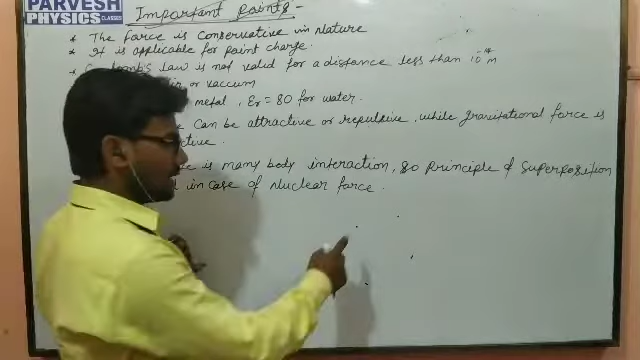 PARVESH
PHYSICS CLASSES
Important points -
* The force is conservative in Nature
* It is applicable for point charge.
* Law is not valid for a distance less than 10⁻¹⁴ m
or vaccum
metal, Er = 80 for water.
Can be attractive or repulsive, while gravitational force is
ctive.
is many body interaction, so principle of superposition
in case of Nuclear force.